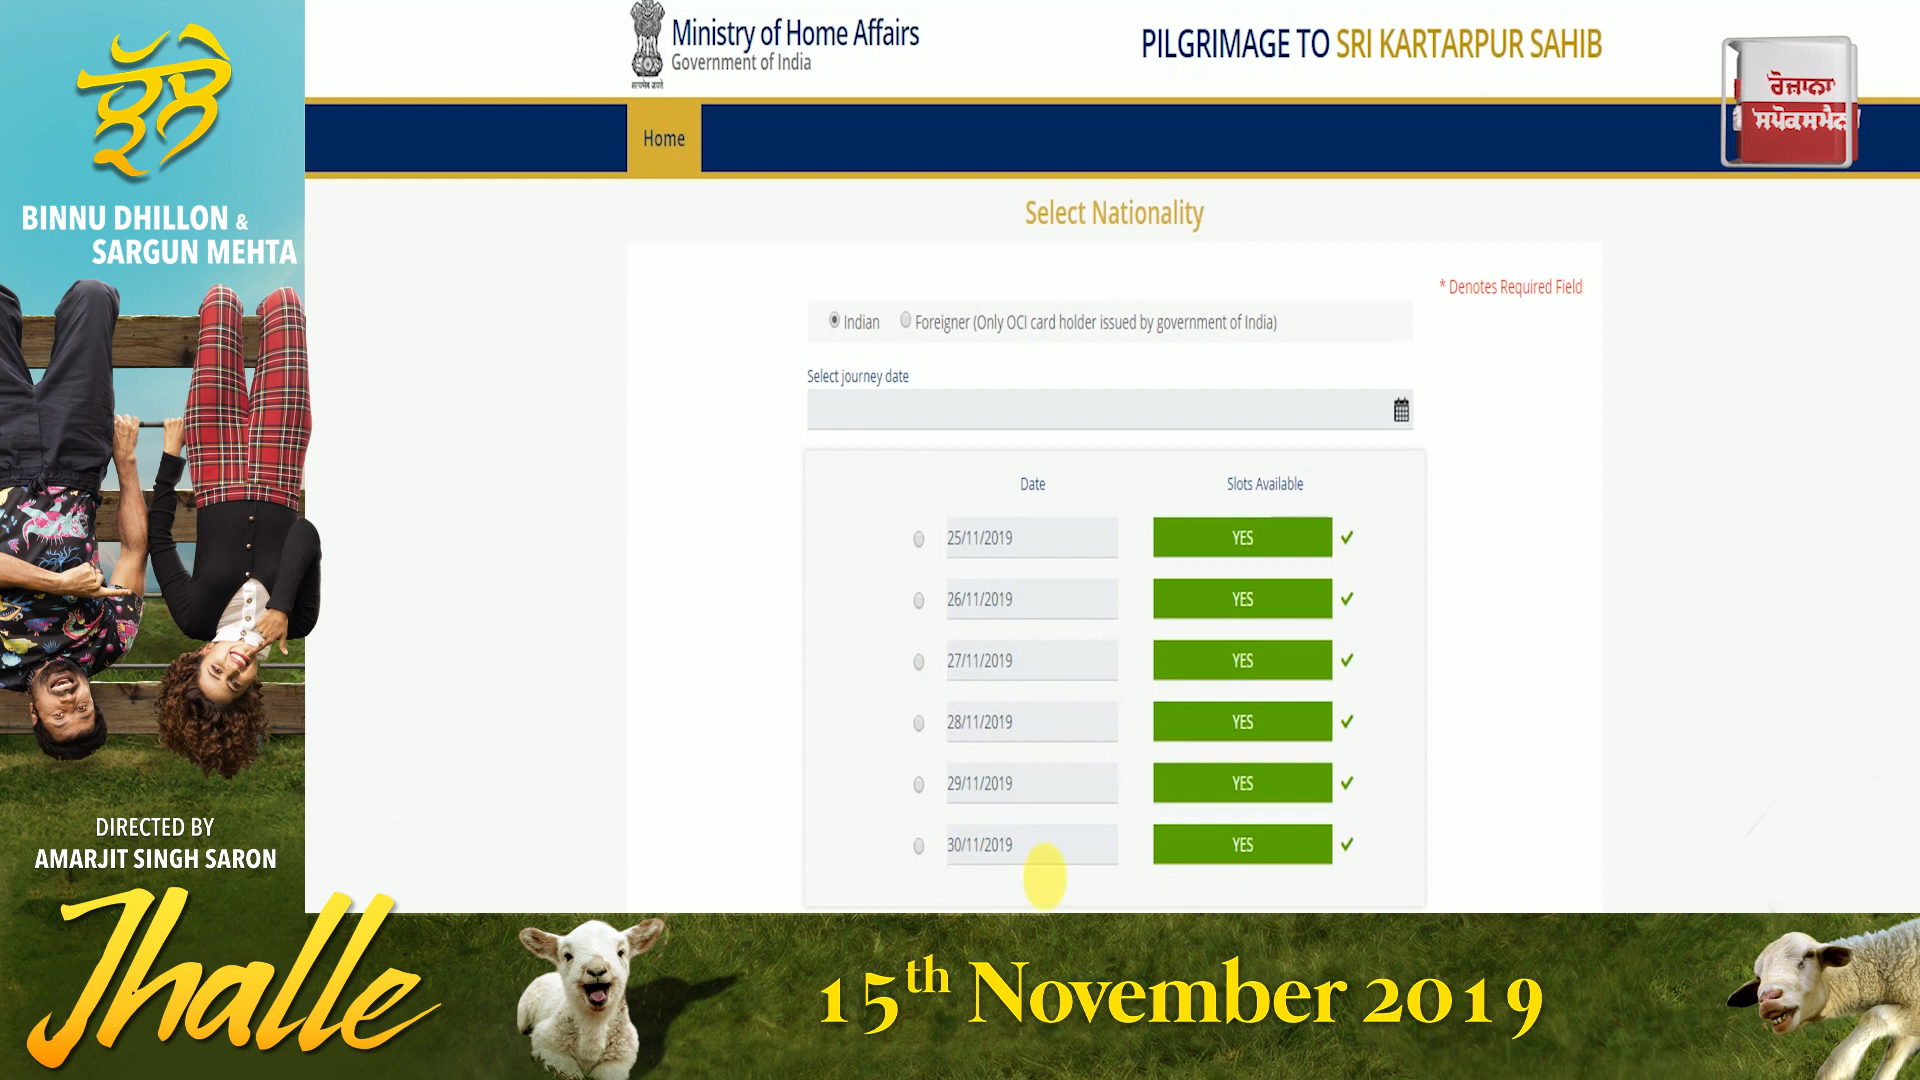 ਝੱਲੇ
BINNU DHILLON &
SARGUN MEHTA
DIRECTED BY
AMARJIT SINGH SARON
Jhalle
सत्यमेव जयते
Ministry of Home Affairs
Government of India
PILGRIMAGE TO SRI KARTARPUR SAHIB
ਰੋਜ਼ਾਨਾ
ਸਪੋਕਸਮੈਨ
Home
Select Nationality
* Denotes Required Field
Indian Foreigner (Only OCI card holder issued by government of India)
Select journey date
Date Slots Available
25/11/2019 YES
26/11/2019 YES
27/11/2019 YES
28/11/2019 YES
29/11/2019 YES
30/11/2019 YES
15th November 2019